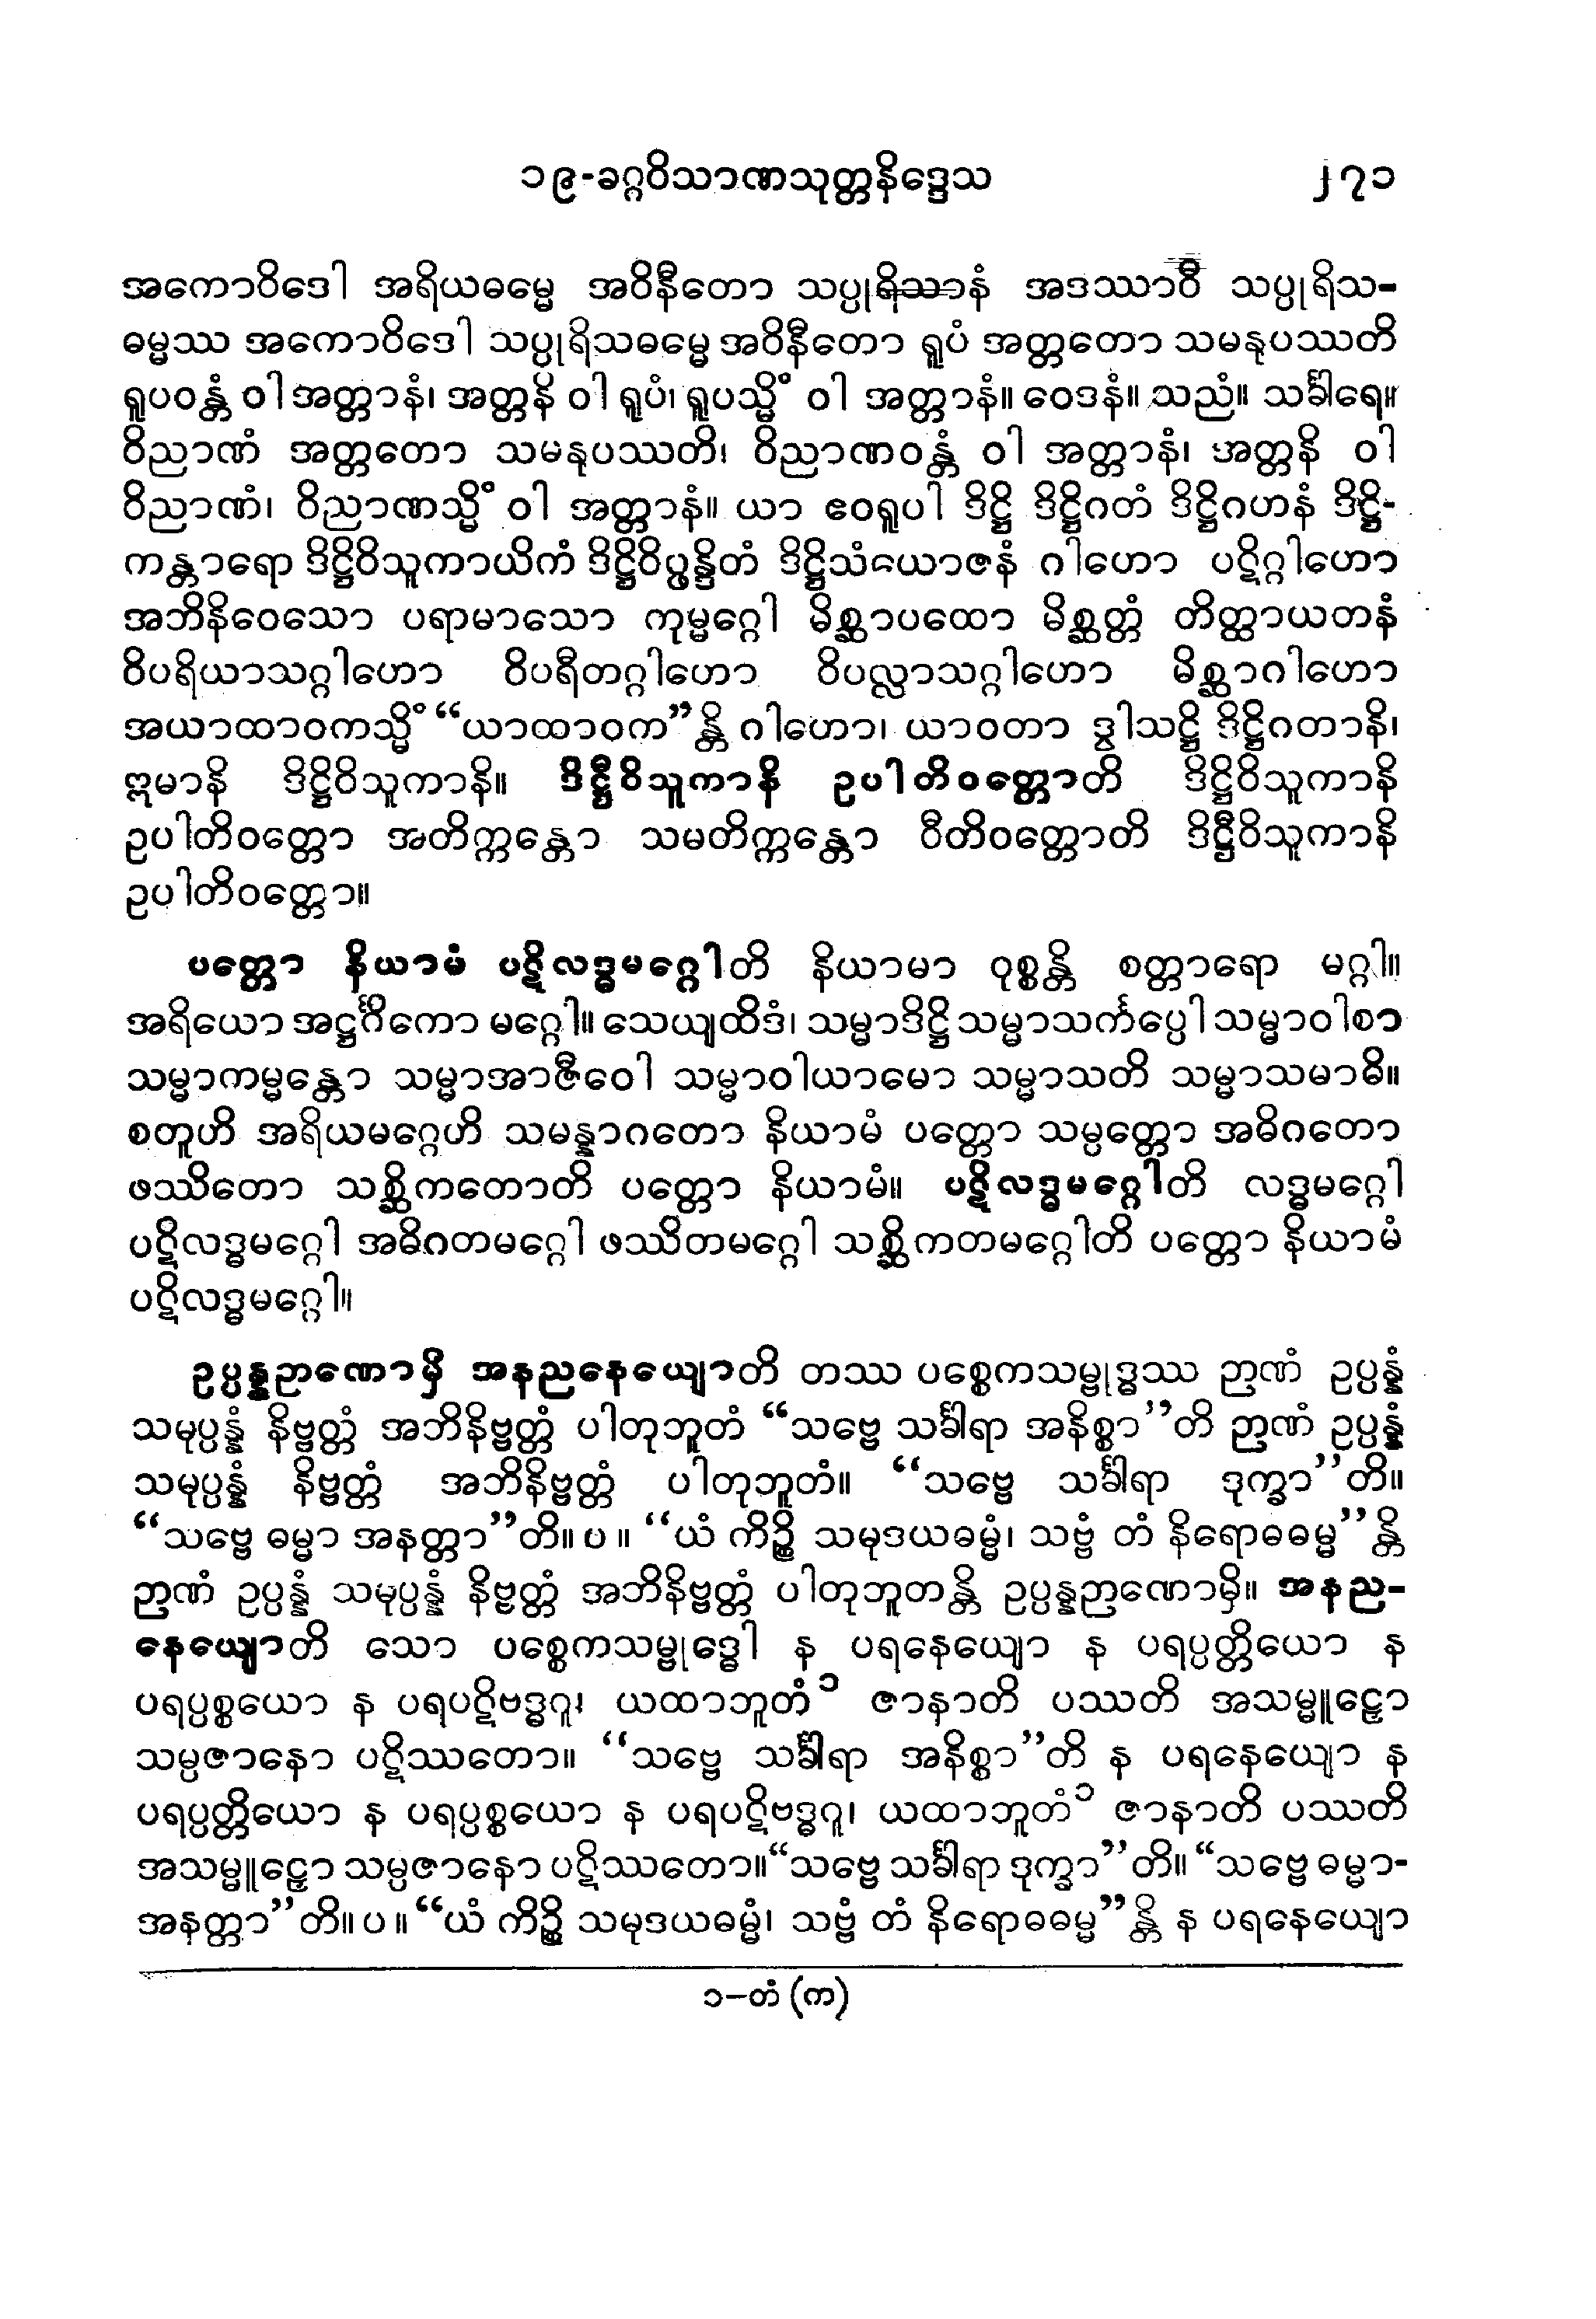 ၁၉-ခဂ္ဂဝိသာဏသုတ္တနိဒ္ဒေသ ၂၇၁
အကောဝိဒေါ အရိယဓမ္မေ အဝိနီတော သပ္ပုရိသာနံ အဒဿာဝီ သပ္ပုရိသ-
ဓမ္မဿ အကောဝိဒေါ သပ္ပုရိသဓမ္မေ အဝိနီတော ရူပံ အတ္တတော သမနုပဿတိ
ရူပဝန္တံ ဝါ အတ္တာနံ၊ အတ္တနိ ဝါ ရူပံ၊ ရူပသ္မိံ ဝါ အတ္တာနံ။ ဝေဒနံ။ သညံ။ သင်္ခါရေ။
ဝိညာဏံ အတ္တတော သမနုပဿတိ၊ ဝိညာဏဝန္တံ ဝါ အတ္တာနံ၊ အတ္တနိ ဝါ
ဝိညာဏံ၊ ဝိညာဏသ္မိံ ဝါ အတ္တာနံ။ ယာ ဧဝရူပါ ဒိဋ္ဌိ ဒိဋ္ဌိဂတံ ဒိဋ္ဌိဂဟနံ ဒိဋ္ဌိ-
ကန္တာရော ဒိဋ္ဌိဝိသူကာယိကံ ဒိဋ္ဌိဝိပ္ဖန္ဒိတံ ဒိဋ္ဌိသံယောဇနံ ဂါဟော ပဋိဂ္ဂါဟော
အဘိနိဝေသော ပရာမာသော ကုမ္မဂ္ဂေါ မိစ္ဆာပထော မိစ္ဆတ္တံ တိတ္ထာယတနံ
ဝိပရိယာသဂ္ဂါဟော ဝိပရီတဂ္ဂါဟော ဝိပလ္လာသဂ္ဂါဟော မိစ္ဆာဂါဟော
အယာထာဝကသ္မိံ “ယာထာဝက”န္တိ ဂါဟော၊ ယာဝတာ ဒွါသဋ္ဌိ ဒိဋ္ဌိဂတာနိ၊
ဣမာနိ ဒိဋ္ဌိဝိသူကာနိ။ ဒိဋ္ဌီဝိသူကာနိ ဥပါတိဝတ္တောတိ ဒိဋ္ဌိဝိသူကာနိ
ဥပါတိဝတ္တော အတိက္ကန္တော သမတိက္ကန္တော ဝီတိဝတ္တောတိ ဒိဋ္ဌီဝိသူကာနိ
ဥပါတိဝတ္တော။
ပတ္တော နိယာမံ ပဋိလဒ္ဓမဂ္ဂေါတိ နိယာမာ ဝုစ္စန္တိ စတ္တာရော မဂ္ဂါ။
အရိယော အဋ္ဌင်္ဂိကော မဂ္ဂေါ။ သေယျထိဒံ၊ သမ္မာဒိဋ္ဌိ သမ္မာသင်္ကပ္ပေါ သမ္မာဝါစာ
သမ္မာကမ္မန္တော သမ္မာအာဇီဝေါ သမ္မာဝါယာမော သမ္မာသတိ သမ္မာသမာဓိ။
စတူဟိ အရိယမဂ္ဂေဟိ သမန္နာဂတော နိယာမံ ပတ္တော သမ္ပတ္တော အဓိဂတော
ဖဿိတော သစ္ဆိကတောတိ ပတ္တော နိယာမံ။ ပဋိလဒ္ဓမဂ္ဂေါတိ လဒ္ဓမဂ္ဂေါ
ပဋိလဒ္ဓမဂ္ဂေါ အဓိဂတမဂ္ဂေါ ဖဿိတမဂ္ဂေါ သစ္ဆိကတမဂ္ဂေါတိ ပတ္တော နိယာမံ
ပဋိလဒ္ဓမဂ္ဂေါ။
ဥပ္ပန္နဉာဏောမှိ အနညနေယျောတိ တဿ ပစ္စေကသမ္ဗုဒ္ဓဿ ဉာဏံ ဥပ္ပန္နံ
သမုပ္ပန္နံ နိဗ္ဗတ္တံ အဘိနိဗ္ဗတ္တံ ပါတုဘူတံ “သဗ္ဗေ သင်္ခါရာ အနိစ္စာ”တိ ဉာဏံ ဥပ္ပန္နံ
သမုပ္ပန္နံ နိဗ္ဗတ္တံ အဘိနိဗ္ဗတ္တံ ပါတုဘူတံ။ “သဗ္ဗေ သင်္ခါရာ ဒုက္ခာ”တိ။
“သဗ္ဗေ ဓမ္မာ အနတ္တာ”တိ။ ပ ။ “ယံ ကိဉ္စိ သမုဒယဓမ္မံ၊ သဗ္ဗံ တံ နိရောဓဓမ္မ”န္တိ
ဉာဏံ ဥပ္ပန္နံ သမုပ္ပန္နံ နိဗ္ဗတ္တံ အဘိနိဗ္ဗတ္တံ ပါတုဘူတန္တိ ဥပ္ပန္နဉာဏောမှိ။ အနည-
နေယျောတိ သော ပစ္စေကသမ္ဗုဒ္ဓေါ န ပရနေယျော န ပရပ္ပတ္တိယော န
ပရပ္ပစ္စယော န ပရပဋိဗဒ္ဓဂူ၊ ယထာဘူတံ ၁ ဇာနာတိ ပဿတိ အသမ္မူဠှော
သမ္ပဇာနော ပဋိဿတော။ “သဗ္ဗေ သင်္ခါရာ အနိစ္စာ”တိ န ပရနေယျော န
ပရပ္ပတ္တိယော န ပရပ္ပစ္စယော န ပရပဋိဗဒ္ဓဂူ၊ ယထာဘူတံ ၁ ဇာနာတိ ပဿတိ
အသမ္မူဠှော သမ္ပဇာနော ပဋိဿတော။ “သဗ္ဗေ သင်္ခါရာ ဒုက္ခာ”တိ။ “သဗ္ဗေ ဓမ္မာ-
အနတ္တာ”တိ။ ပ ။ “ယံ ကိဉ္စိ သမုဒယဓမ္မံ၊ သဗ္ဗံ တံ နိရောဓဓမ္မ”န္တိ န ပရနေယျော
၁–တံ (က)